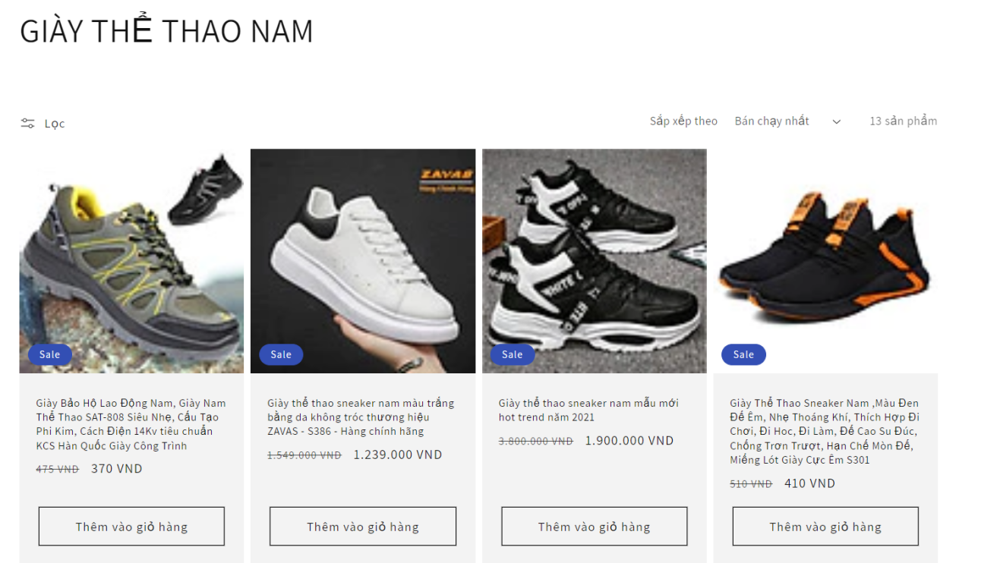 GIÀY THỂ THAO NAM
Lọc
Sắp xếp theo Bán chạy nhất 13 sản phẩm
ZAVAS
WHITE
Sale
Sale
Sale
Sale
Giày Bảo Hộ Lao Động Nam, Giày Nam
Thể Thao SAT-808 Siêu Nhẹ, Cấu Tạo
Phi Kim, Cách Điện 14Kv tiêu chuẩn
KCS Hàn Quốc Giày Công Trình
475 VND 370 VND
Thêm vào giỏ hàng
Giày thể thao sneaker nam màu trắng
bằng da không tróc thương hiệu
ZAVAS - S386 - Hàng chính hãng
1.549.000 VND 1.239.000 VND
Thêm vào giỏ hàng
Giày thể thao sneaker nam mẫu mới
hot trend năm 2021
3.800.000 VND 1.900.000 VND
Thêm vào giỏ hàng
Giày Thể Thao Sneaker Nam ,Màu Đen
Đế Êm, Nhẹ Thoáng Khí, Thích Hợp Đi
Chơi, Đi Hoc, Đi Làm, Đế Cao Su Đúc,
Chống Trơn Trượt, Hạn Chế Mòn Đế,
Miếng Lót Giày Cực Êm S301
510 VND 410 VND
Thêm vào giỏ hàng